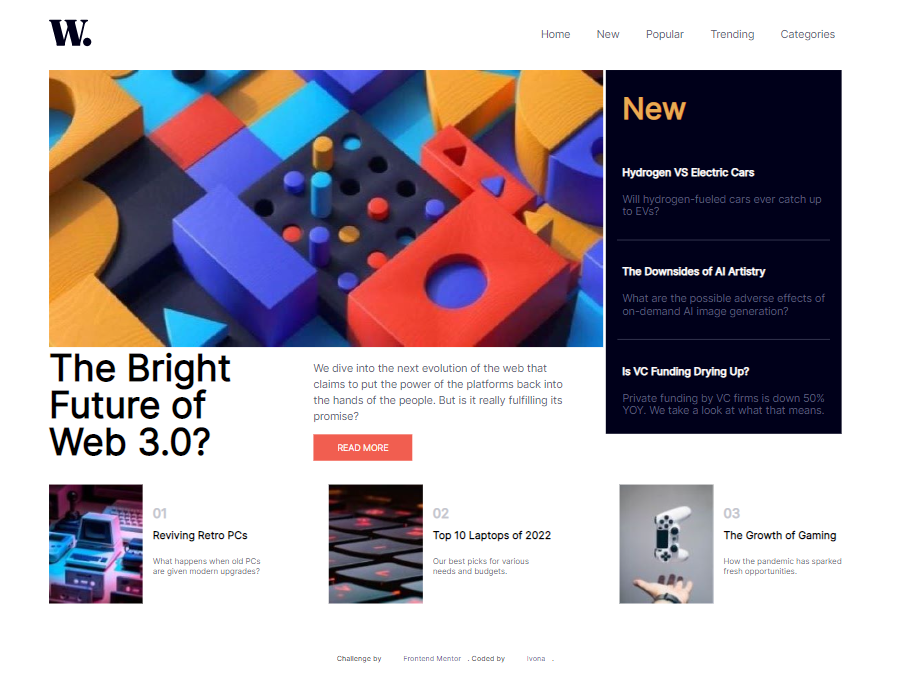 W.
Home New Popular Trending Categories
New
Hydrogen VS Electric Cars
Will hydrogen-fueled cars ever catch up
to EVs?
The Downsides of AI Artistry
What are the possible adverse effects of
on-demand AI image generation?
Is VC Funding Drying Up?
Private funding by VC firms is down 50%
YOY. We take a look at what that means.
The Bright
Future of
Web 3.0?
We dive into the next evolution of the web that
claims to put the power of the platforms back into
the hands of the people. But is it really fulfilling its
promise?
READ MORE
01
Reviving Retro PCs
What happens when old PCs
are given modern upgrades?
02
Top 10 Laptops of 2022
Our best picks for various
needs and budgets.
03
The Growth of Gaming
How the pandemic has sparked
fresh opportunities.
Challenge by Frontend Mentor . Coded by Ivona .